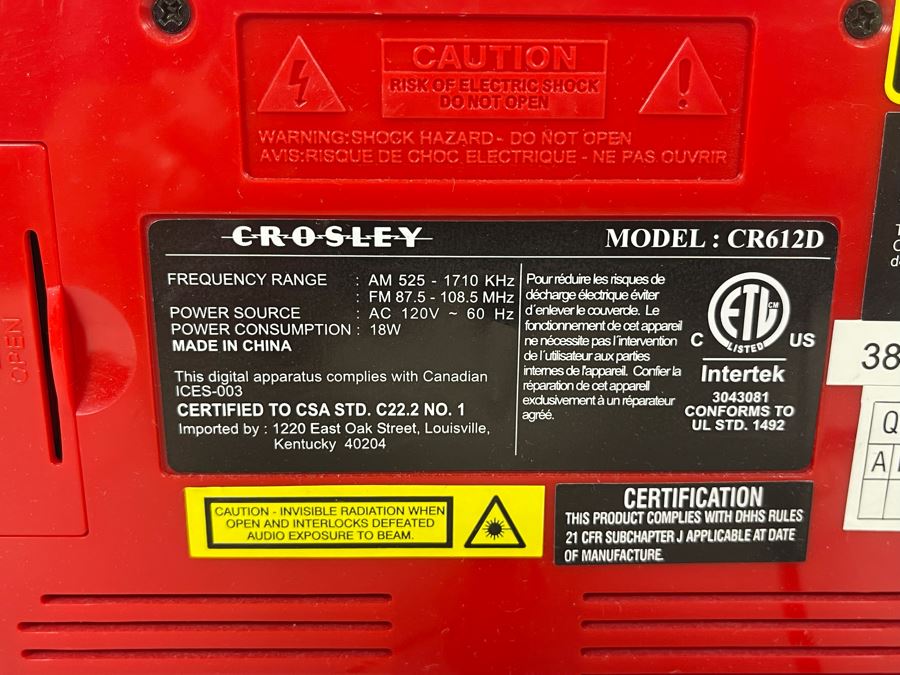 CAUTION
RISK OF ELECTRIC SHOCK
DO NOT OPEN
WARNING: SHOCK HAZARD - DO NOT OPEN
AVIS: RISQUE DE CHOC ELECTRIQUE - NE PAS OUVRIR
OPEN
CROSLEY
MODEL : CR612D
FREQUENCY RANGE : AM 525 - 1710 KHz
: FM 87.5 - 108.5 MHz
POWER SOURCE : AC 120V ~ 60 Hz
POWER CONSUMPTION : 18W
MADE IN CHINA
This digital apparatus complies with Canadian
ICES-003
CERTIFIED TO CSA STD. C22.2 NO. 1
Imported by : 1220 East Oak Street, Louisville,
Kentucky 40204
Pour réduire les risques de
décharge électrique éviter
d'enlever le couvercle. Le
fonctionnement de cet appareil
ne nécessite pas l'intervention
de l'utilisateur aux parties
internes de l'appareil. Confier la
réparation de cet appareil
exclusivement à un réparateur
agréé.
ETL CM
LISTED
C US
Intertek
3043081
CONFORMS TO
UL STD. 1492
38
Q
A
CAUTION - INVISIBLE RADIATION WHEN
OPEN AND INTERLOCKS DEFEATED
AUDIO EXPOSURE TO BEAM.
CERTIFICATION
THIS PRODUCT COMPLIES WITH DHHS RULES
21 CFR SUBCHAPTER J APPLICABLE AT DATE
OF MANUFACTURE.